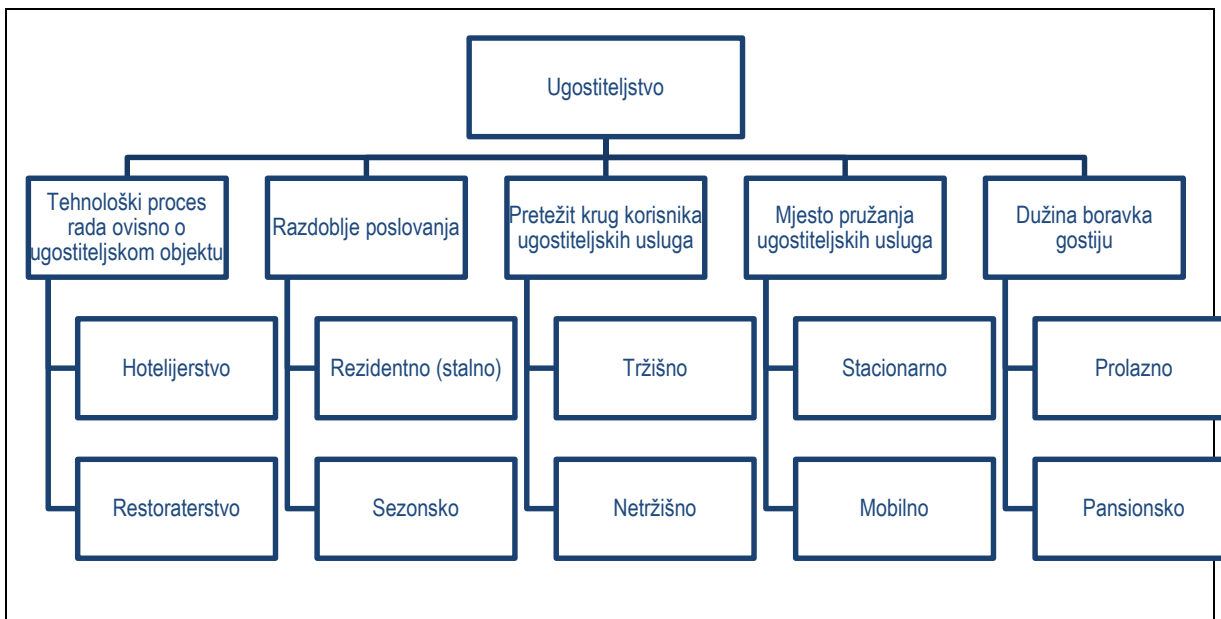 Ugostiteljstvo
Tehnološki proces
rada ovisno o
ugostiteljskom objektu
Razdoblje poslovanja
Pretežit krug korisnika
ugostiteljskih usluga
Mjesto pružanja
ugostiteljskih usluga
Dužina boravka
gostiju
Hotelijerstvo
Rezidentno (stalno)
Tržišno
Stacionarno
Prolazno
Restoraterstvo
Sezonsko
Netržišno
Mobilno
Pansionsko